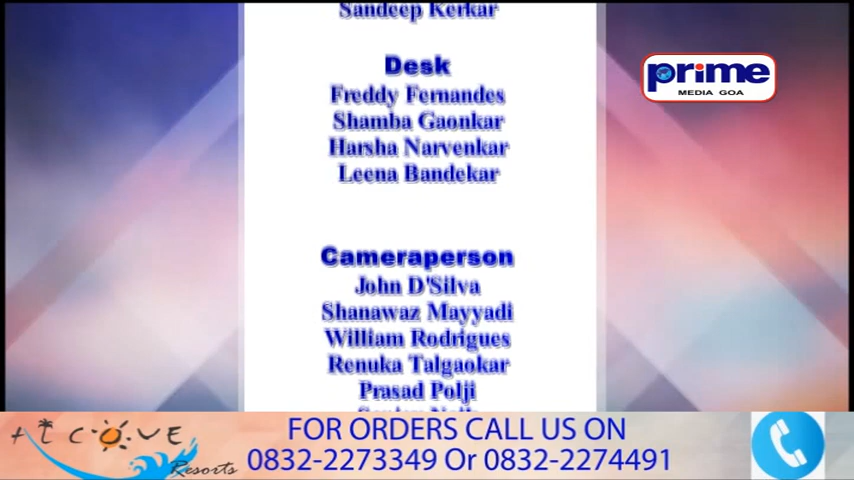 Sandeep Kerkar
Desk
Freddy Fernandes
Shamba Gaonkar
Harsha Narvenkar
Leena Bandekar
prime
MEDIA GOA
Cameraperson
John D'Silva
Shanawaz Mayyadi
William Rodrigues
Renuka Talgaokar
Prasad Polji
ALCOVE
Resorts
FOR ORDERS CALL US ON
0832-2273349 Or 0832-2274491